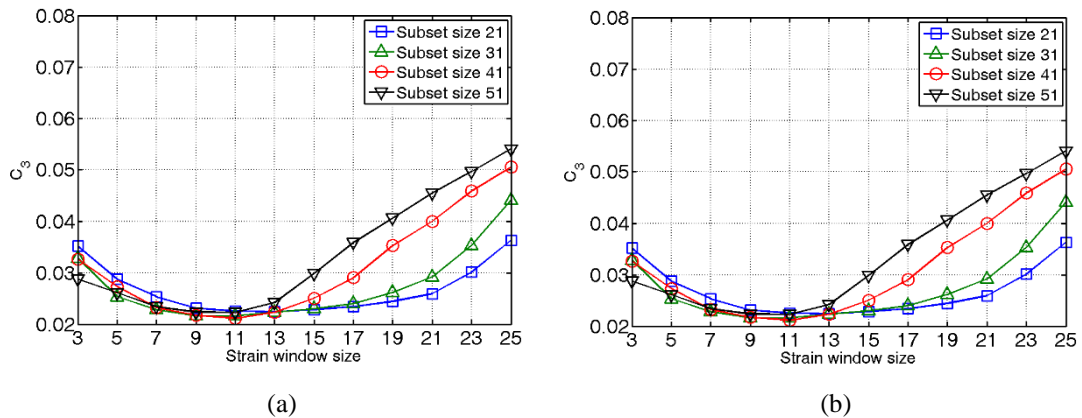 0.08
0.07
0.06
0.05
0.04
0.03
0.02
C3
3 5 7 9 11 13 15 17 19 21 23 25
Strain window size
Subset size 21
Subset size 31
Subset size 41
Subset size 51
(a)
0.08
0.07
0.06
0.05
0.04
0.03
0.02
C3
3 5 7 9 11 13 15 17 19 21 23 25
Strain window size
Subset size 21
Subset size 31
Subset size 41
Subset size 51
(b)